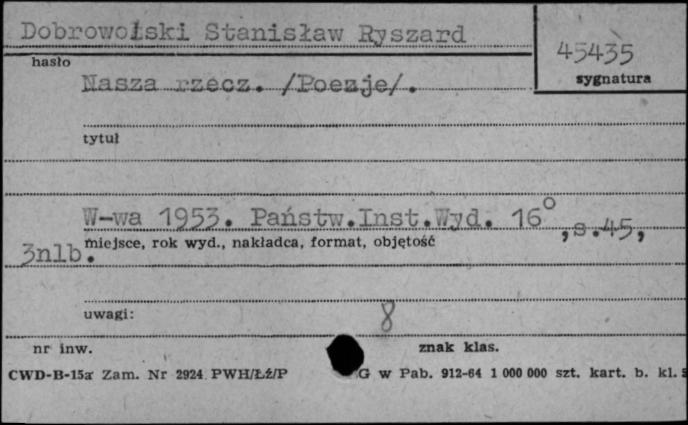 Dobrowolski Stanisław Ryszard
45435
hasło
sygnatura
Nasza rzecz. /Poezje/.
tytuł
W-wa 1953. Państw.Inst.Wyd. 16°,s.45,
miejsce, rok wyd., nakładca, format, objętość
3nlb.
uwagi:
8
nr inw.
znak klas.
CWD-B-15a Zam. Nr 2924 PWH/Łź/P
G w Pab. 912-64 1 000 000 szt. kart. b. kl.